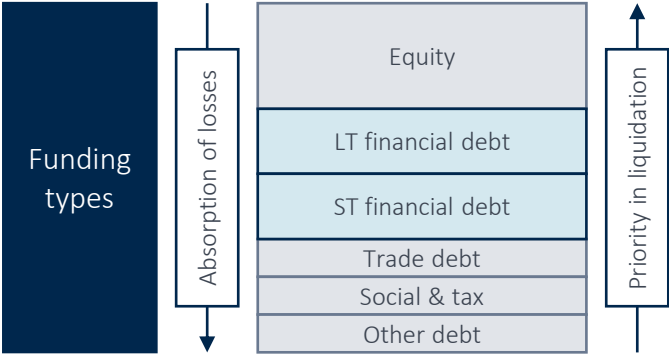 Funding
types
Absorption of losses
Equity
LT financial debt
ST financial debt
Trade debt
Social & tax
Other debt
Priority in liquidation